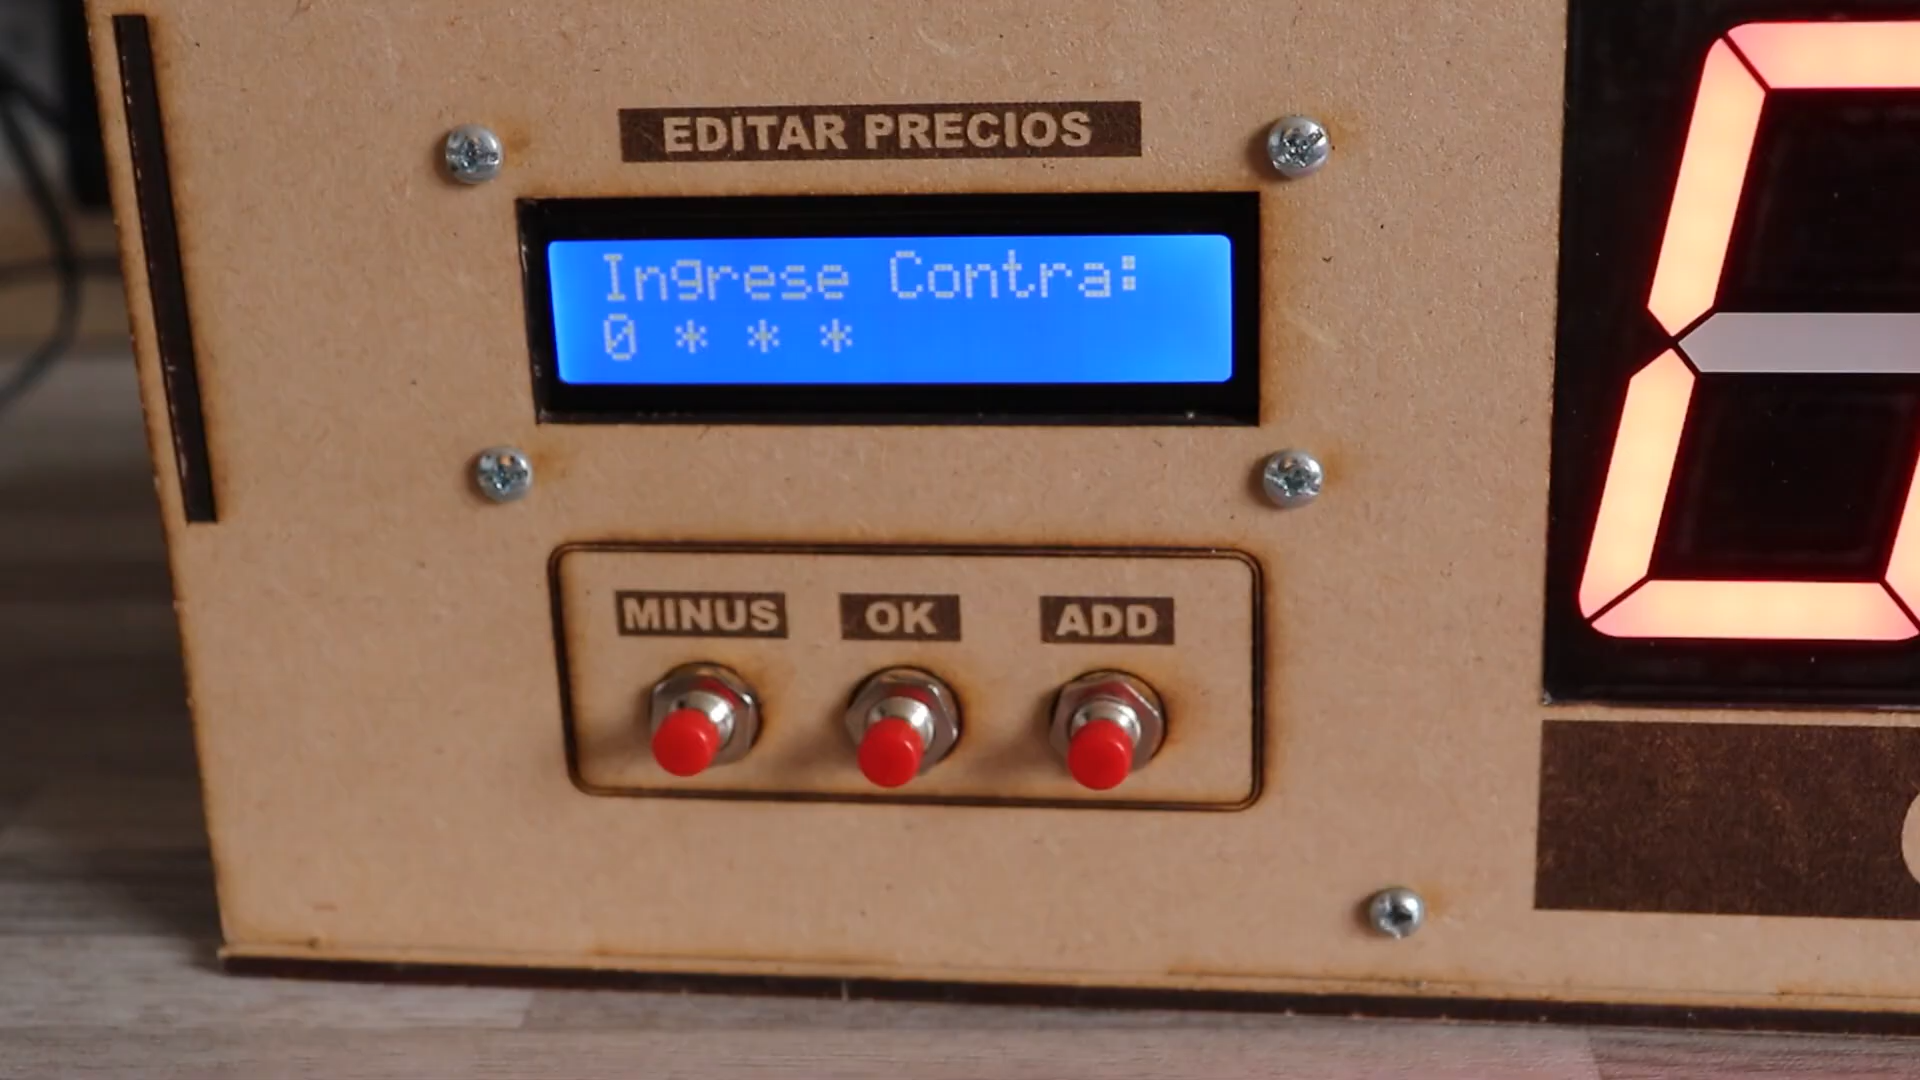 EDITAR PRECIOS
Ingrese Contra:
0 * * *
MINUS OK ADD